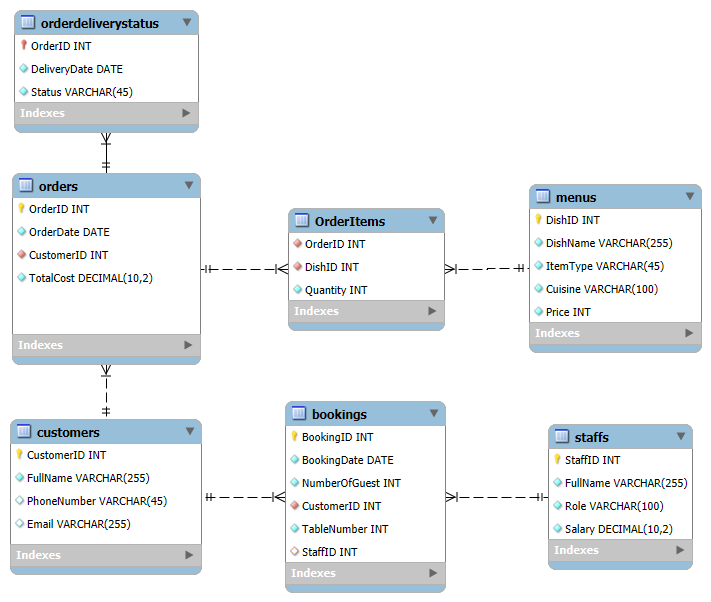 orderdeliverystatus
OrderID INT
DeliveryDate DATE
Status VARCHAR(45)
Indexes
orders
OrderID INT
OrderDate DATE
CustomerID INT
TotalCost DECIMAL(10,2)
Indexes
OrderItems
OrderID INT
DishID INT
Quantity INT
Indexes
menus
DishID INT
DishName VARCHAR(255)
ItemType VARCHAR(45)
Cuisine VARCHAR(100)
Price INT
Indexes
customers
CustomerID INT
FullName VARCHAR(255)
PhoneNumber VARCHAR(45)
Email VARCHAR(255)
Indexes
bookings
BookingID INT
BookingDate DATE
NumberOfGuest INT
CustomerID INT
TableNumber INT
StaffID INT
Indexes
staffs
StaffID INT
FullName VARCHAR(255)
Role VARCHAR(100)
Salary DECIMAL(10,2)
Indexes